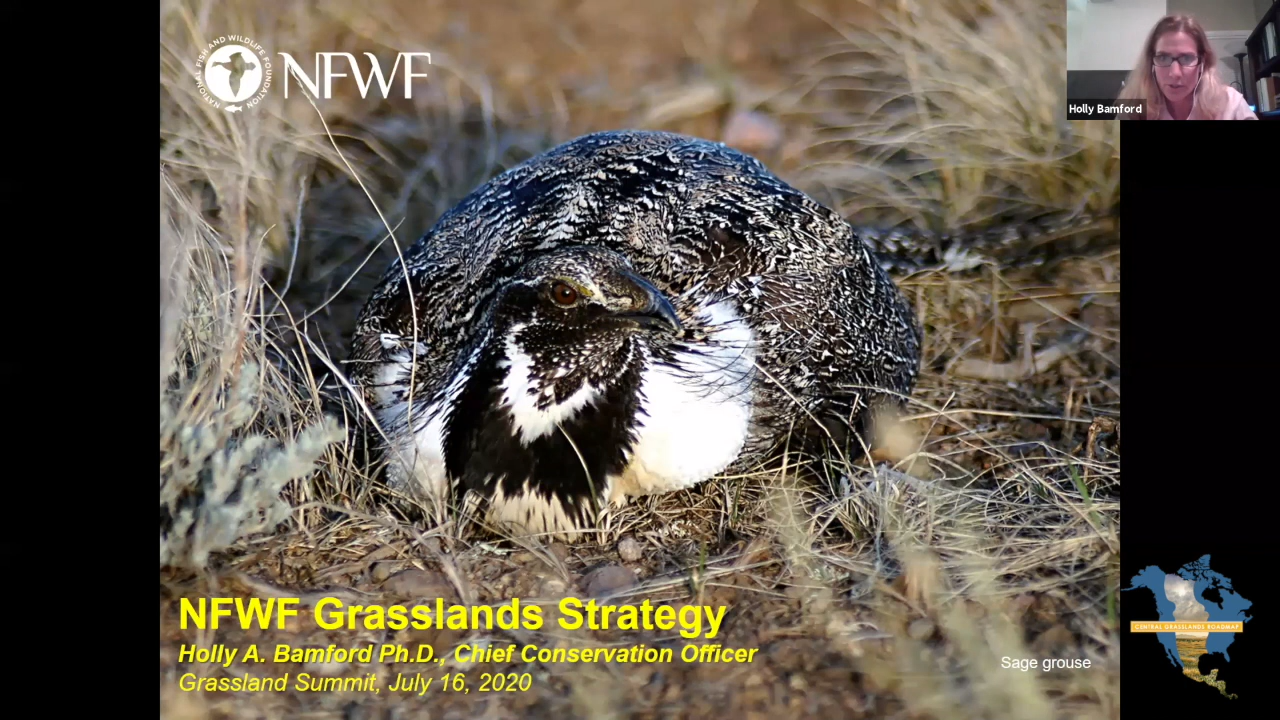 NATIONAL FISH AND WILDLIFE FOUNDATION
NFWF
Holly Bamford
NFWF Grasslands Strategy
Holly A. Bamford Ph.D., Chief Conservation Officer
Grassland Summit, July 16, 2020
Sage grouse
CENTRAL GRASSLANDS ROADMAP